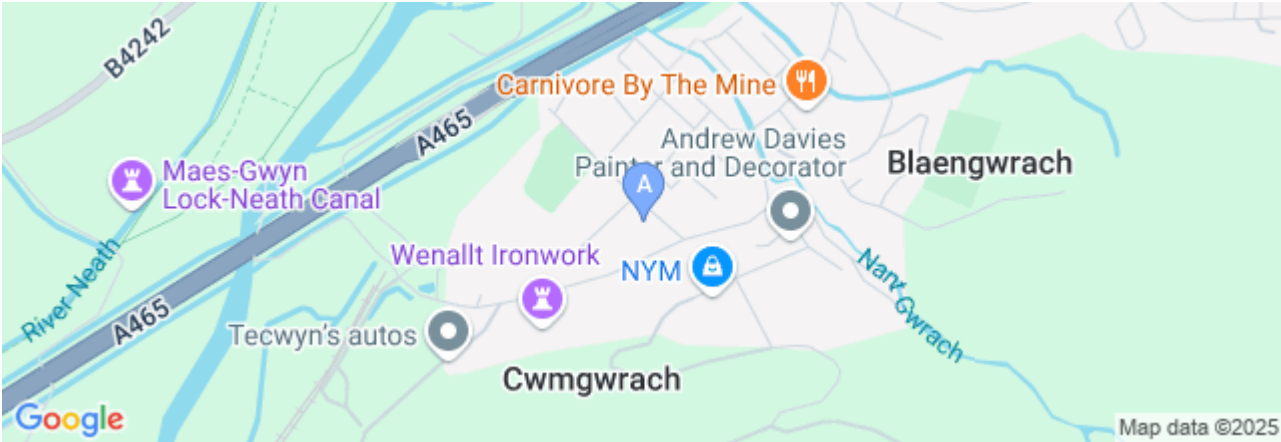 B4242
A465
Carnivore By The Mine
Andrew Davies
Painter and Decorator
Blaengwrach
Maes-Gwyn
Lock-Neath Canal
A
River Neath
A465
Wenallt Ironwork
NYM
Nant Gwrach
Tecwyn's autos
Cwmgwrach
Google
Map data ©2025